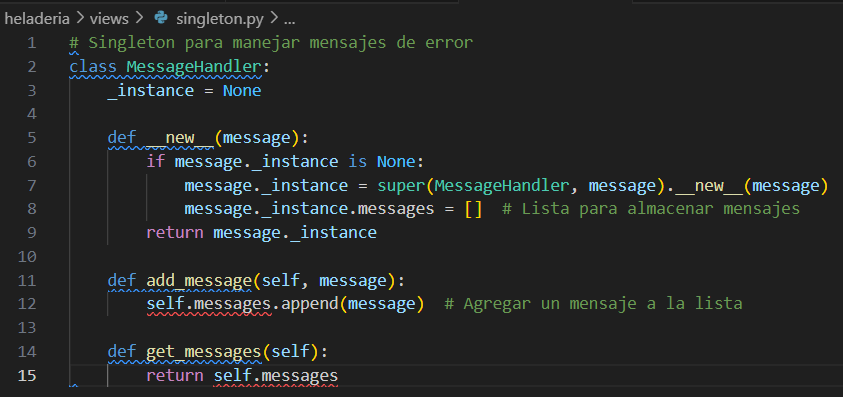 heladeria > views > singleton.py > ...
1 # Singleton para manejar mensajes de error
2 class MessageHandler:
3     _instance = None
4
5     def __new__(message):
6         if message._instance is None:
7             message._instance = super(MessageHandler, message).__new__(message)
8             message._instance.messages = []  # Lista para almacenar mensajes
9         return message._instance
10
11     def add_message(self, message):
12         self.messages.append(message)  # Agregar un mensaje a la lista
13
14     def get_messages(self):
15         return self.messages